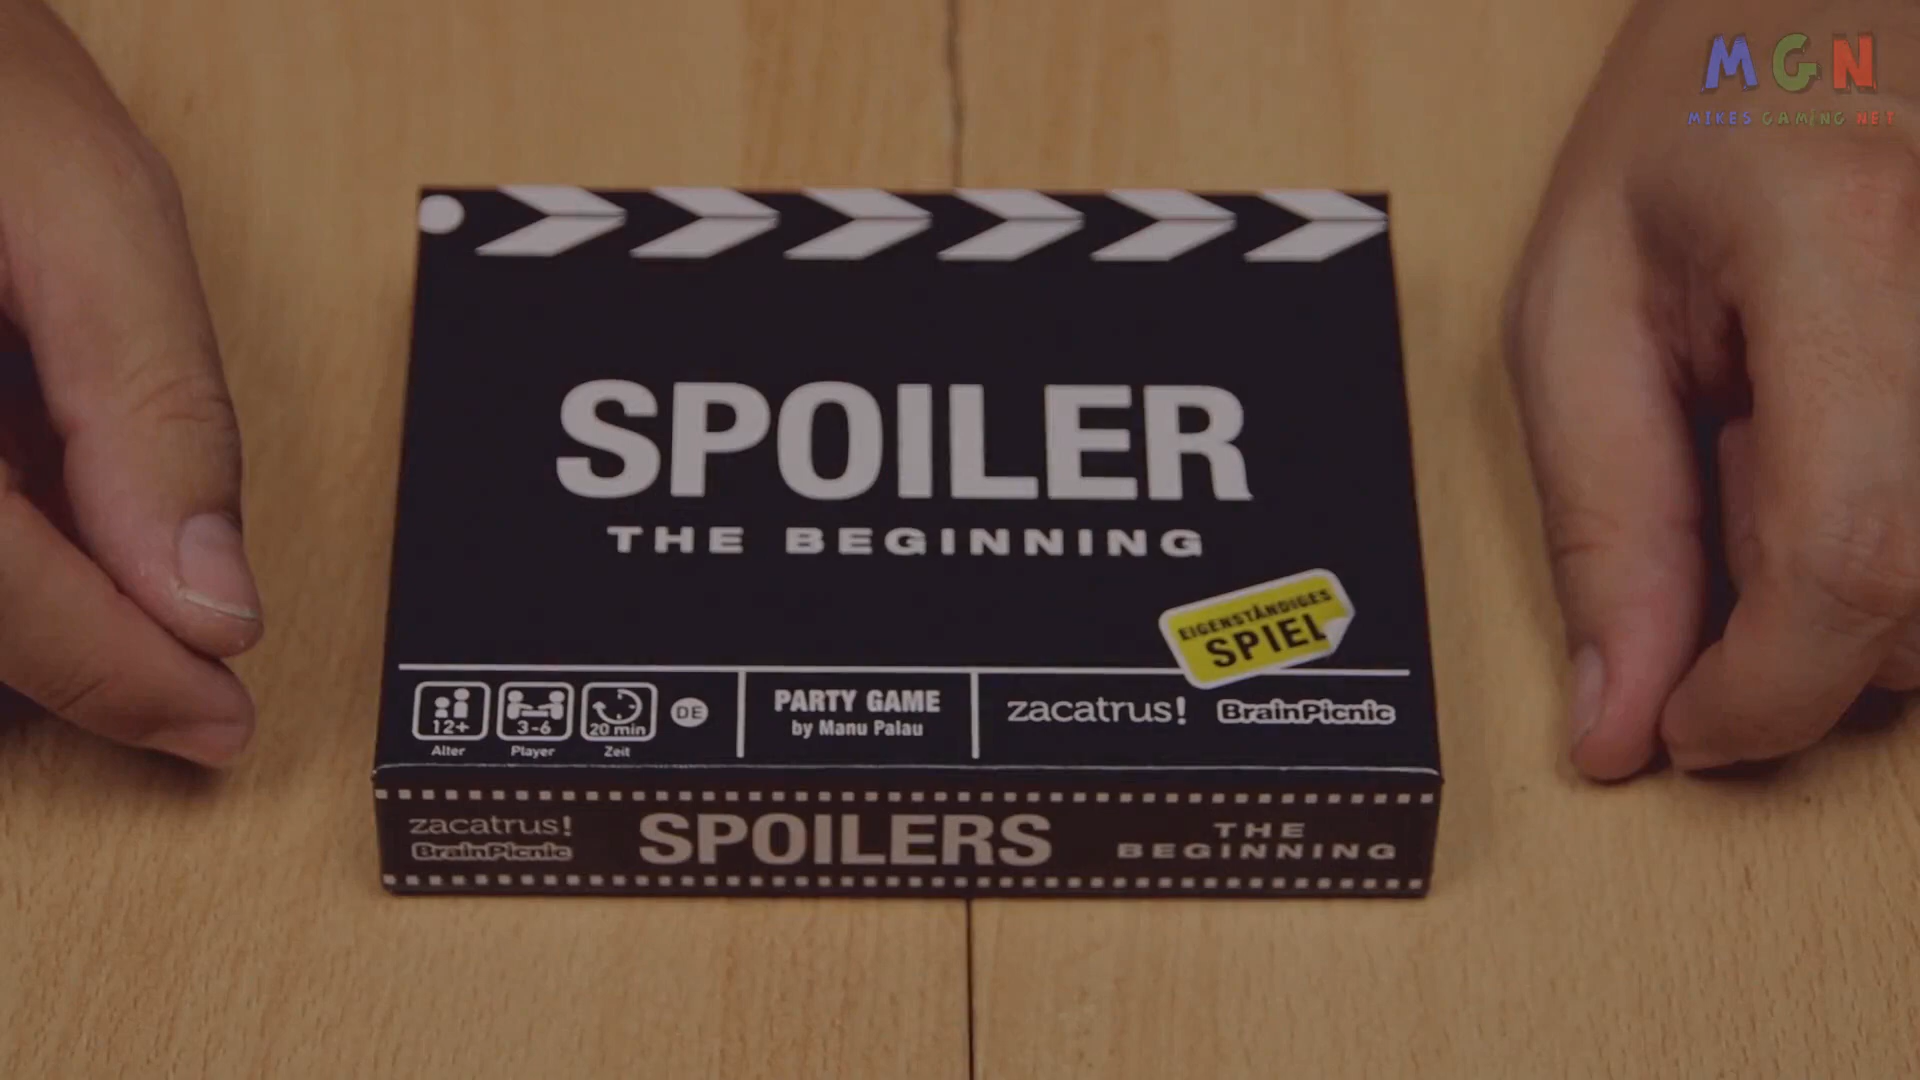 MGN
MIKES GAMING NET
SPOILER
THE BEGINNING
EIGENSTÄNDIGES
SPIEL
12+
Alter
3-6
Player
20 min
Zeit
DE
PARTY GAME
by Manu Palau
zacatrus!
BrainPicnic
zacatrus!
BrainPicnic
SPOILERS
THE
BEGINNING